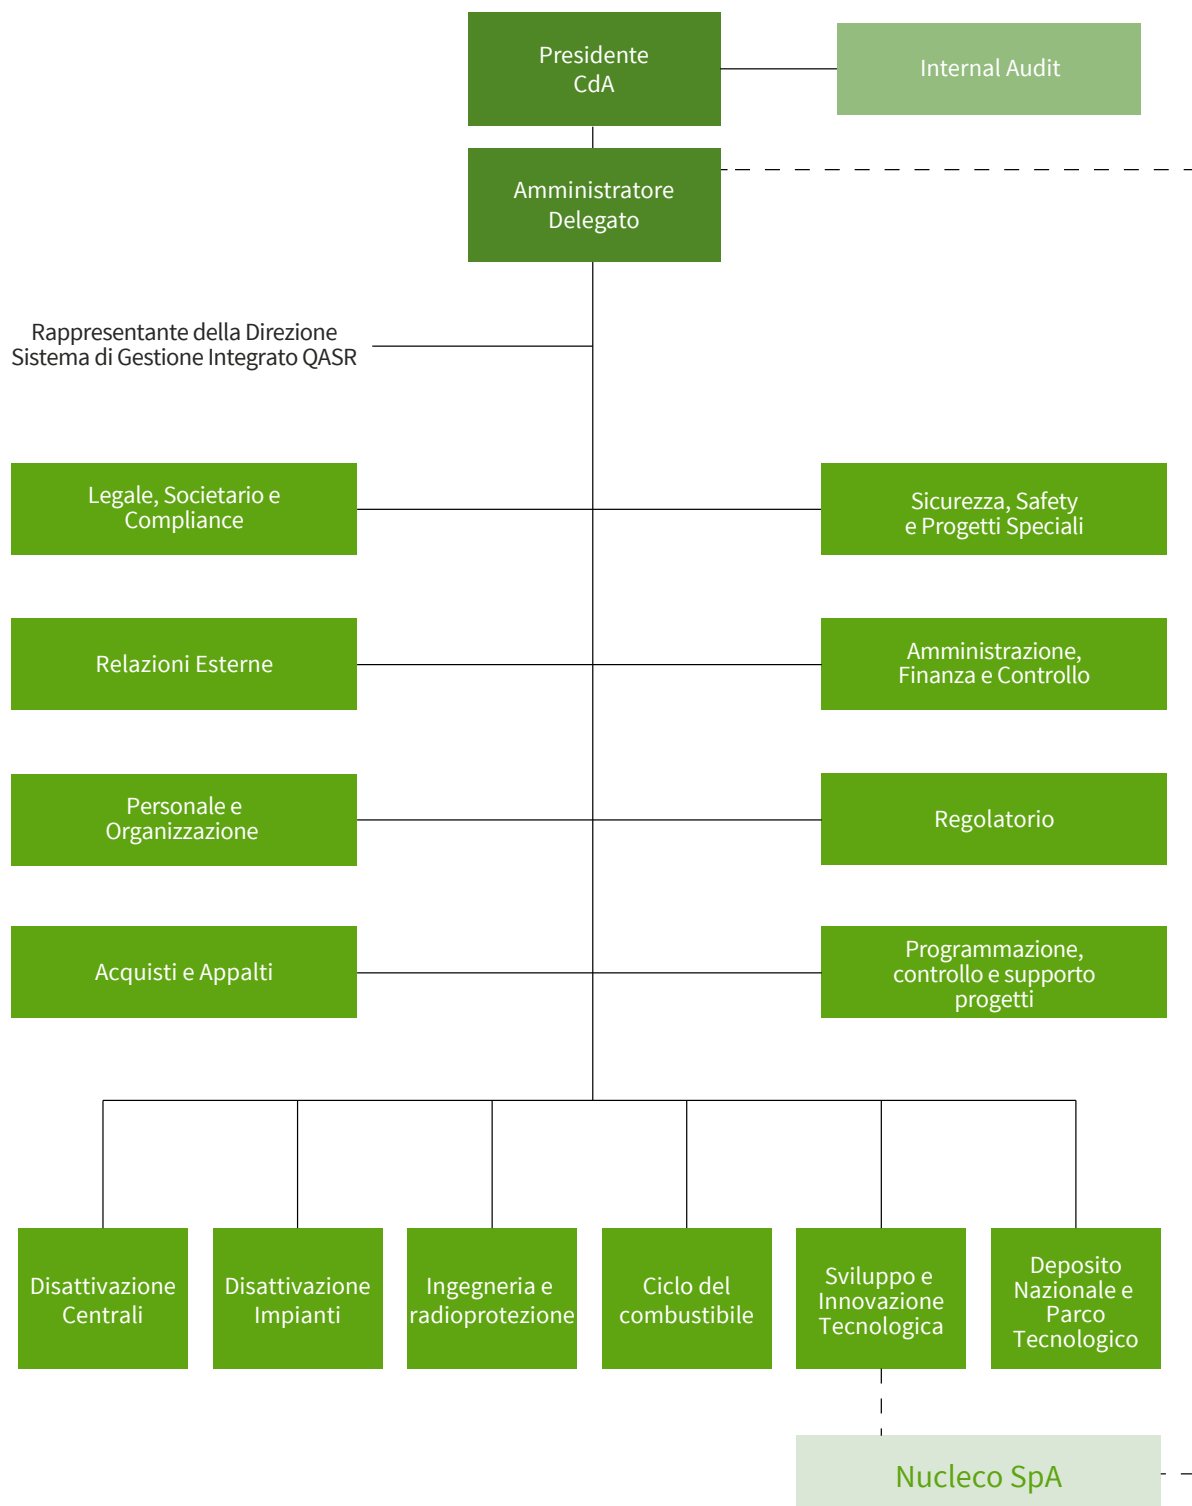 Presidente
CdA
Internal Audit
Amministratore
Delegato
Rappresentante della Direzione
Sistema di Gestione Integrato QASR
Legale, Societario e
Compliance
Sicurezza, Safety
e Progetti Speciali
Relazioni Esterne
Amministrazione,
Finanza e Controllo
Personale e
Organizzazione
Regolatorio
Acquisti e Appalti
Programmazione,
controllo e supporto
progetti
Disattivazione
Centrali
Disattivazione
Impianti
Ingegneria e
radioprotezione
Ciclo del
combustibile
Sviluppo e
Innovazione
Tecnologica
Deposito
Nazionale e
Parco
Tecnologico
Nucleco SpA